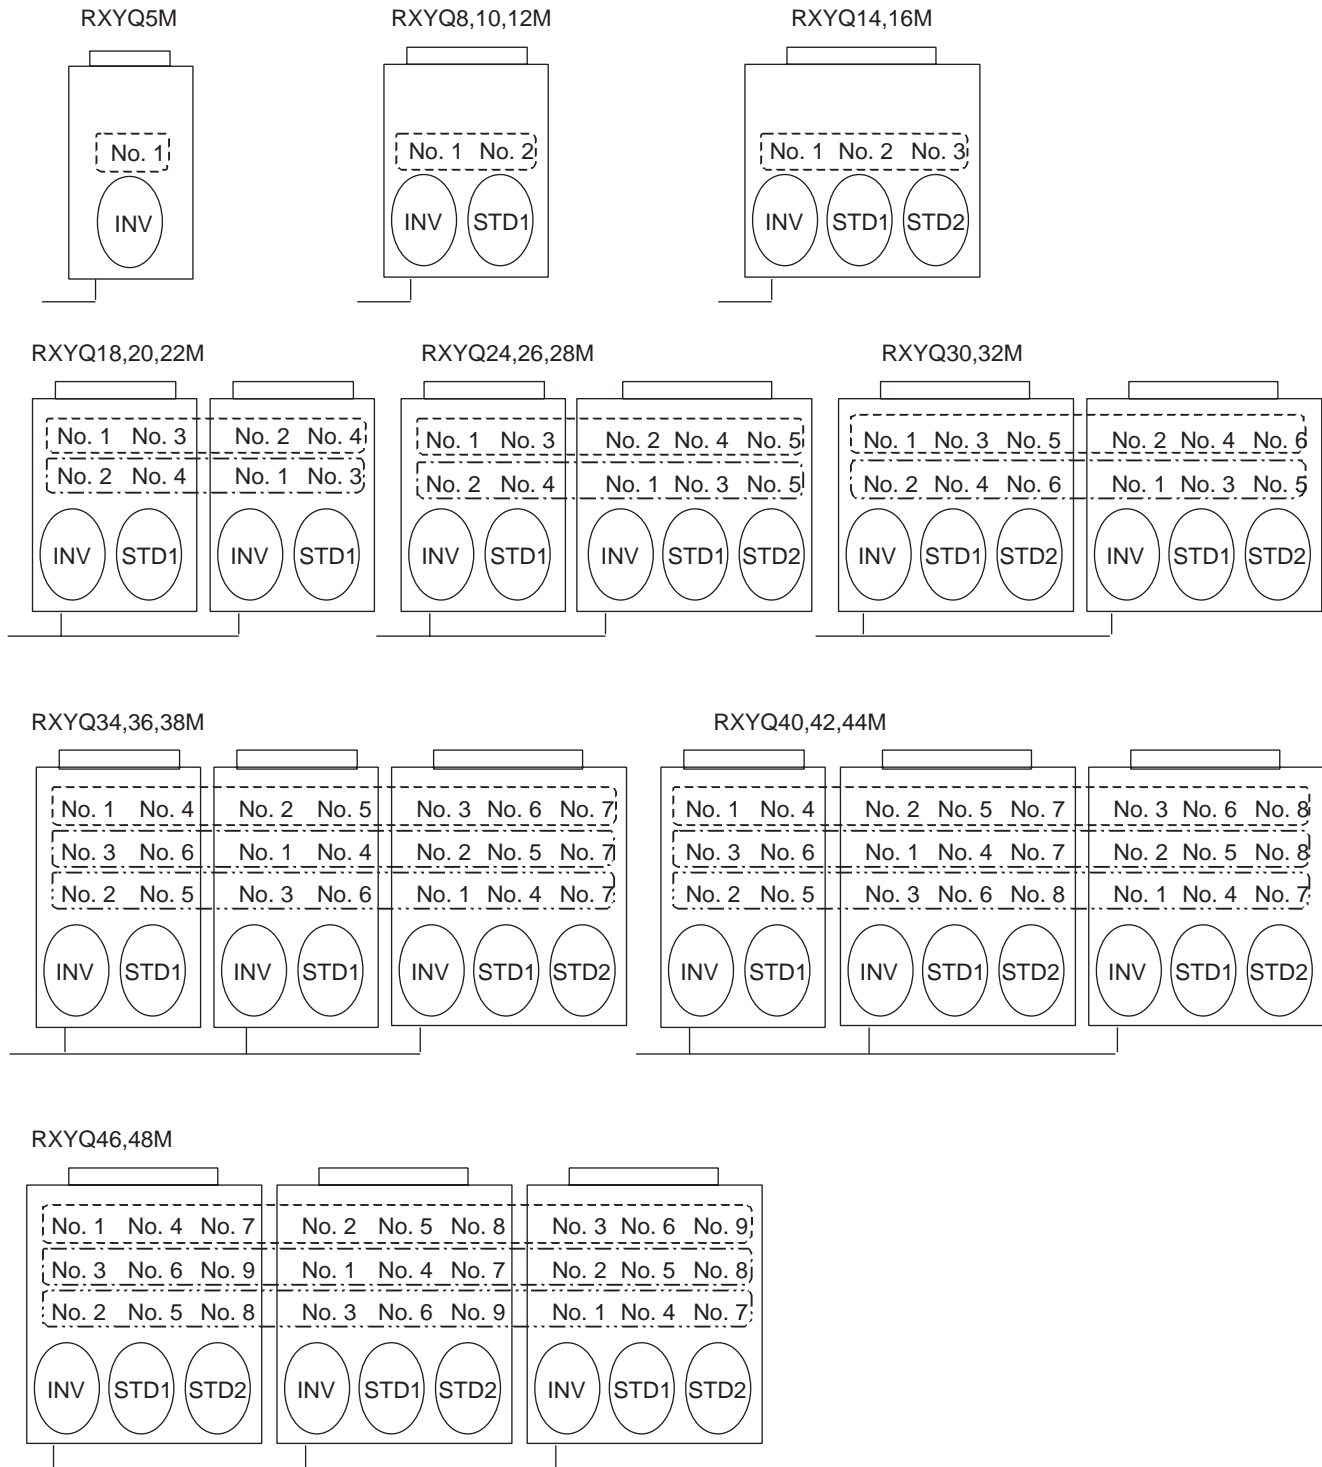 RXYQ5M RXYQ8,10,12M RXYQ14,16M
No. 1 No. 1 No. 2 No. 1 No. 2 No. 3
INV INV STD1 INV STD1 STD2
RXYQ18,20,22M RXYQ24,26,28M RXYQ30,32M
No. 1 No. 3 No. 2 No. 4 No. 1 No. 3 No. 2 No. 4 No. 5 No. 1 No. 3 No. 5 No. 2 No. 4 No. 6
No. 2 No. 4 No. 1 No. 3 No. 2 No. 4 No. 1 No. 3 No. 5 No. 2 No. 4 No. 6 No. 1 No. 3 No. 5
INV STD1 INV STD1 INV STD1 INV STD1 STD2 INV STD1 STD2 INV STD1 STD2
RXYQ34,36,38M RXYQ40,42,44M
No. 1 No. 4 No. 2 No. 5 No. 3 No. 6 No. 7 No. 1 No. 4 No. 2 No. 5 No. 7 No. 3 No. 6 No. 8
No. 3 No. 6 No. 1 No. 4 No. 2 No. 5 No. 7 No. 3 No. 6 No. 1 No. 4 No. 7 No. 2 No. 5 No. 8
No. 2 No. 5 No. 3 No. 6 No. 1 No. 4 No. 7 No. 2 No. 5 No. 3 No. 6 No. 8 No. 1 No. 4 No. 7
INV STD1 INV STD1 INV STD1 STD2 INV STD1 INV STD1 STD2 INV STD1 STD2
RXYQ46,48M
No. 1 No. 4 No. 7 No. 2 No. 5 No. 8 No. 3 No. 6 No. 9
No. 3 No. 6 No. 9 No. 1 No. 4 No. 7 No. 2 No. 5 No. 8
No. 2 No. 5 No. 8 No. 3 No. 6 No. 9 No. 1 No. 4 No. 7
INV STD1 STD2 INV STD1 STD2 INV STD1 STD2